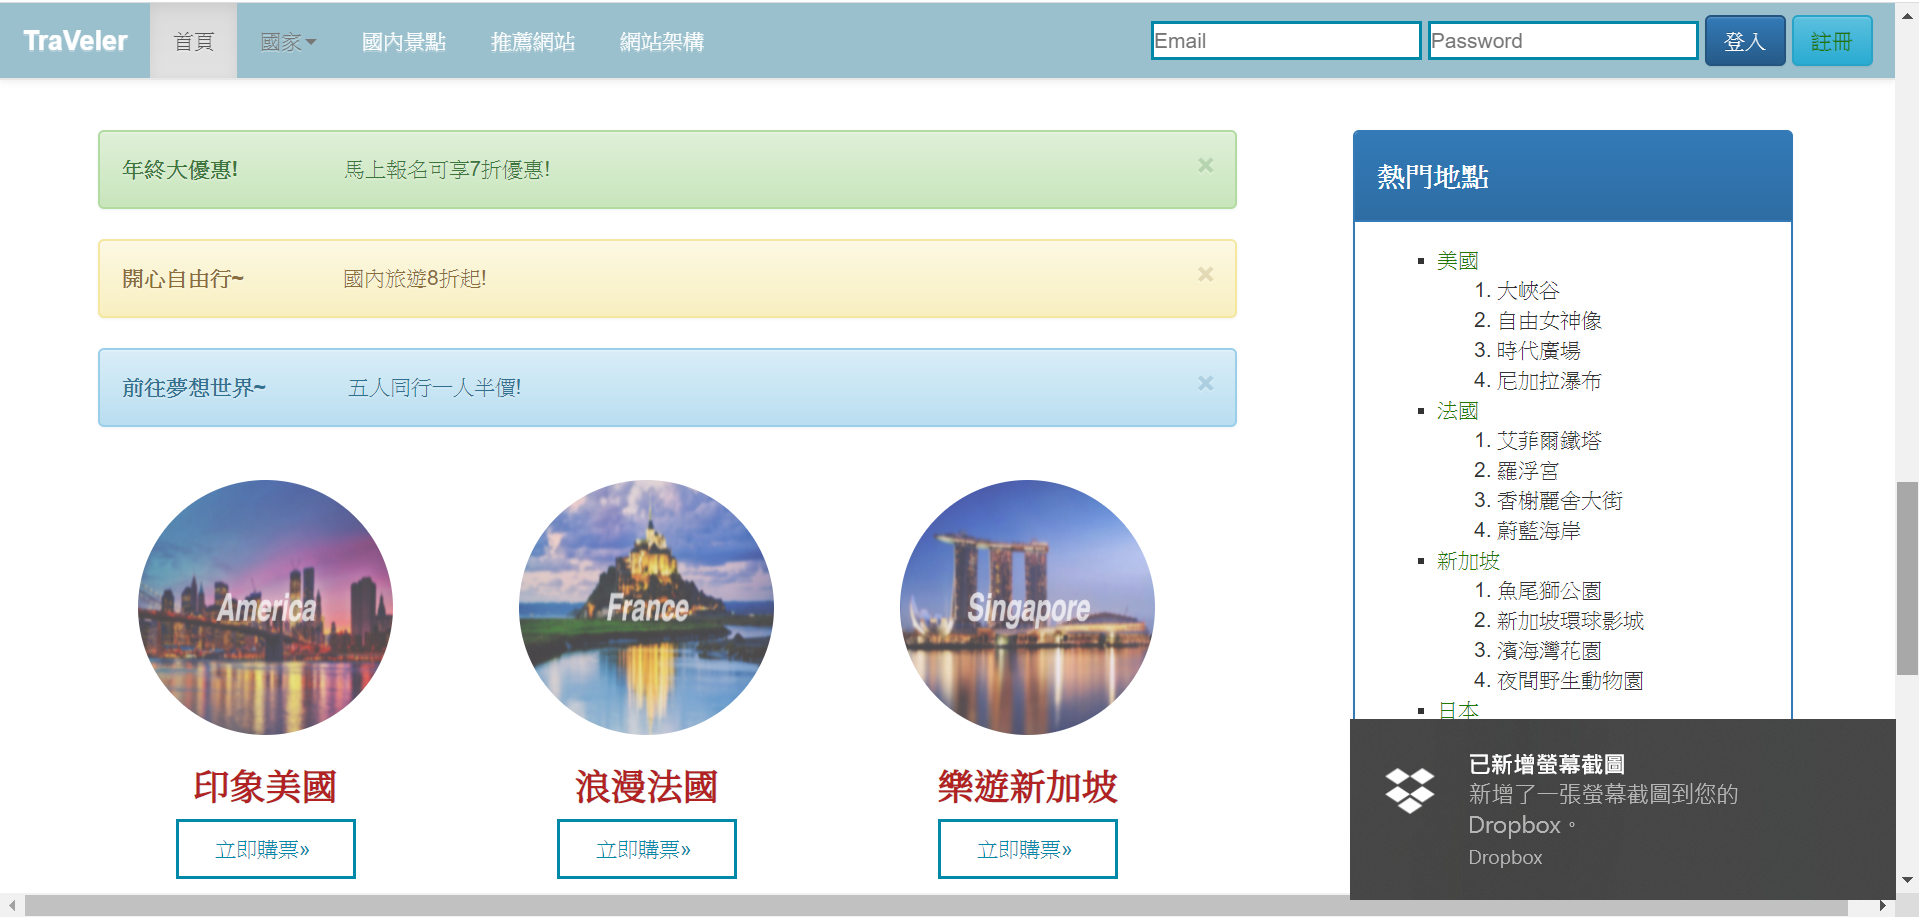 TraVeler 首頁 國家 國內景點 推薦網站 網站架構 Email Password 登入 註冊
年終大優惠! 馬上報名可享7折優惠! ×
開心自由行~ 國內旅遊8折起! ×
前往夢想世界~ 五人同行一人半價! ×
America France Singapore
印象美國 浪漫法國 樂遊新加坡
立即購票» 立即購票» 立即購票»
熱門地點
美國
1. 大峽谷
2. 自由女神像
3. 時代廣場
4. 尼加拉瀑布
法國
1. 艾菲爾鐵塔
2. 羅浮宮
3. 香榭麗舍大街
4. 蔚藍海岸
新加坡
1. 魚尾獅公園
2. 新加坡環球影城
3. 濱海灣花園
4. 夜間野生動物園
日本
已新增螢幕截圖
新增了一張螢幕截圖到您的
Dropbox。
Dropbox